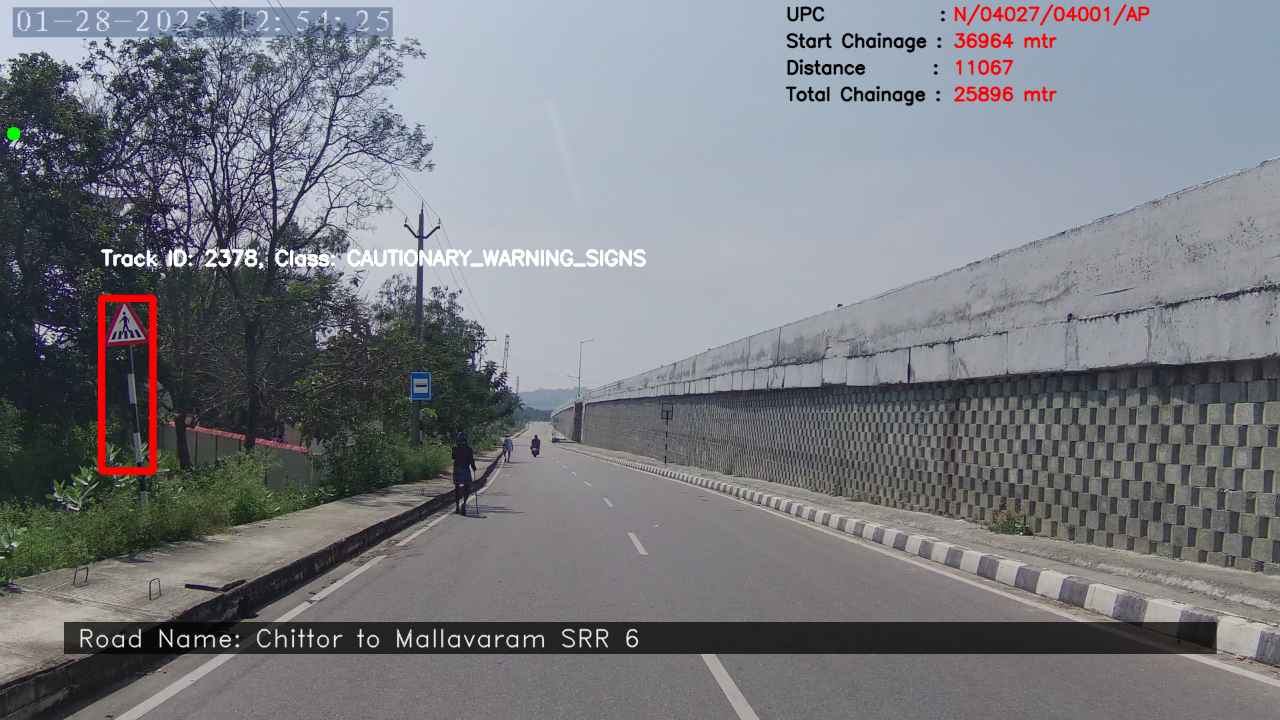 01-28-2025 12:54:25
UPC : N/04027/04001/AP
Start Chainage : 36964 mtr
Distance : 11067
Total Chainage : 25896 mtr
Track ID: 2378, Class: CAUTIONARY_WARNING_SIGNS
Road Name: Chittor to Mallavaram SRR 6